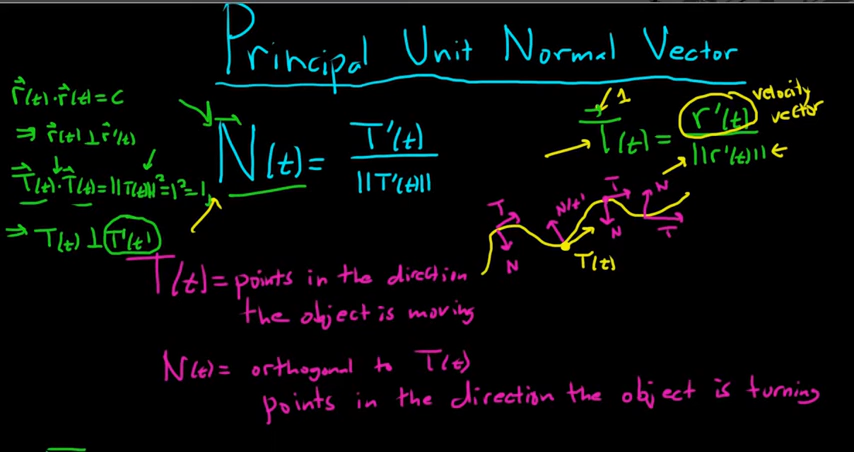 Principal Unit Normal Vector
r⃗(t)·r⃗(t)=c
⇒ r⃗(t)⊥r⃗'(t)
⇒ T⃗(t)·T⃗(t)=||T(t)||²=1²=1
⇒ T(t)⊥T'(t)
N⃗(t)= T'(t)/||T'(t)||
1
T⃗(t)= r'(t)/||r'(t)||
velocity
vector
T
N
N(t)
T(t)
T
N
N
T
T(t)= points in the direction
the object is moving
N(t)= orthogonal to T(t)
points in the direction the object is turning